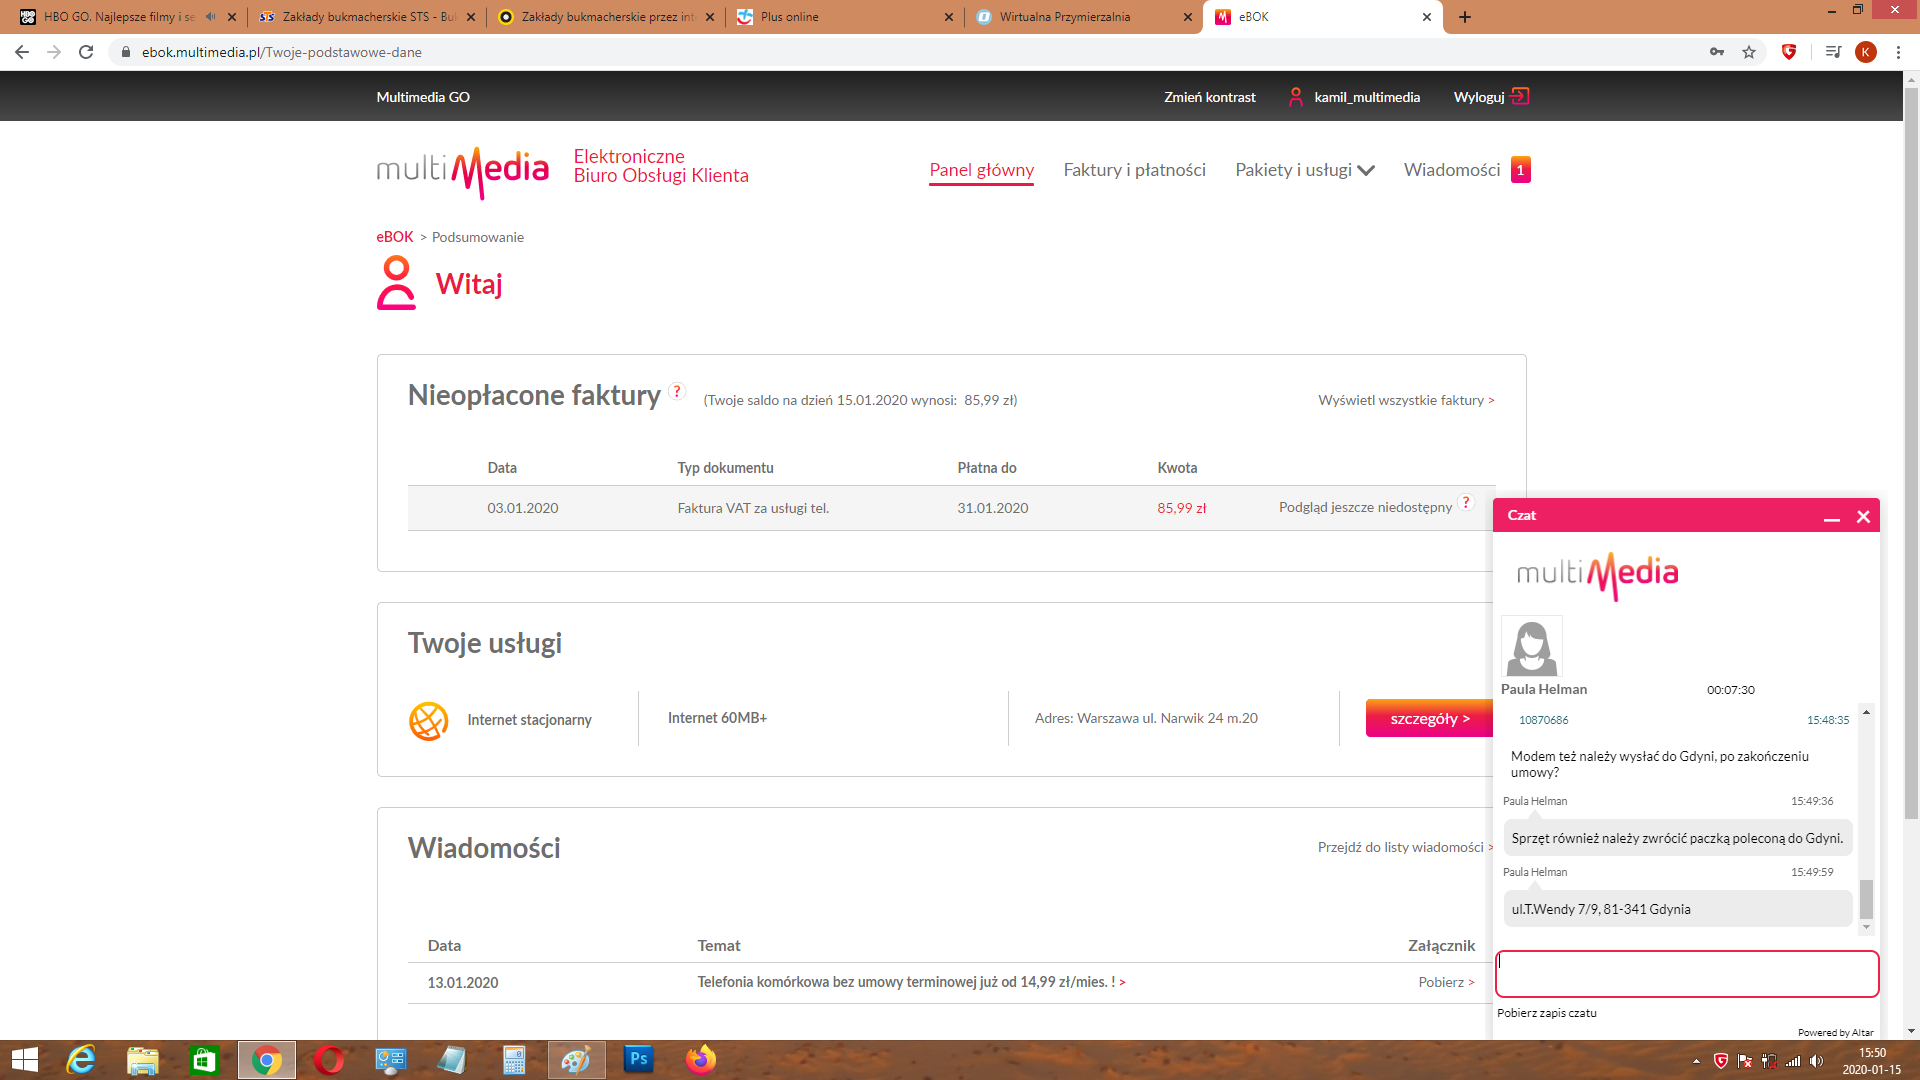 HBO GO. Najlepsze filmy i se
Zakłady bukmacherskie STS - Bu
Zakłady bukmacherskie przez int
Plus online
Wirtualna Przymierzalnia
eBOK
ebok.multimedia.pl/Twoje-podstawowe-dane
K
Multimedia GO
Zmień kontrast
kamil_multimedia
Wyloguj
multiMedia
Elektroniczne
Biuro Obsługi Klienta
Panel główny
Faktury i płatności
Pakiety i usługi
Wiadomości
1
eBOK > Podsumowanie
Witaj
Nieopłacone faktury ?
(Twoje saldo na dzień 15.01.2020 wynosi: 85,99 zł)
Wyświetl wszystkie faktury >
Data
Typ dokumentu
Płatna do
Kwota
03.01.2020
Faktura VAT za usługi tel.
31.01.2020
85,99 zł
Podgląd jeszcze niedostępny ?
Twoje usługi
Internet stacjonarny
Internet 60MB+
Adres: Warszawa ul. Narwik 24 m.20
szczegóły >
Wiadomości
Przejdź do listy wiadomości >
Data
Temat
Załącznik
13.01.2020
Telefonia komórkowa bez umowy terminowej już od 14,99 zł/mies. ! >
Pobierz >
Czat
multiMedia
Paula Helman
00:07:30
10870686
15:48:35
Modem też należy wysłać do Gdyni, po zakończeniu
umowy?
Paula Helman
15:49:36
Sprzęt również należy zwrócić paczką poleconą do Gdyni.
Paula Helman
15:49:59
ul.T.Wendy 7/9, 81-341 Gdynia
Pobierz zapis czatu
Powered by Altar
Ps
15:50
2020-01-15